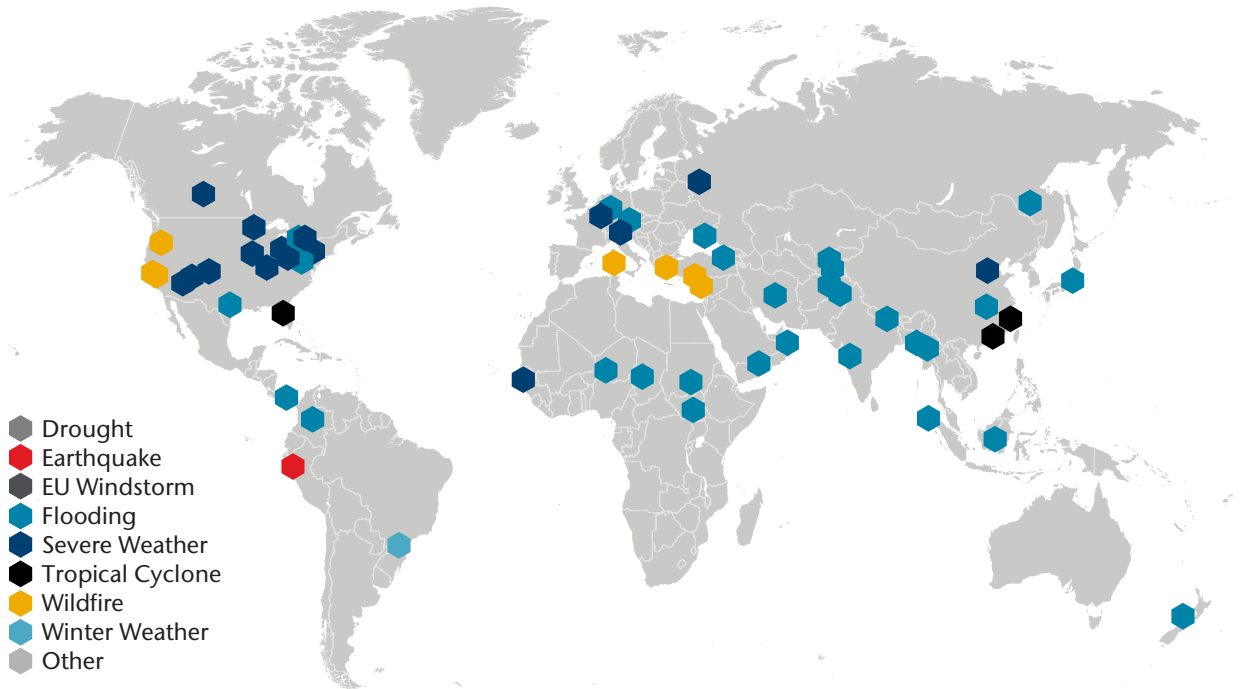 Drought
Earthquake
EU Windstorm
Flooding
Severe Weather
Tropical Cyclone
Wildfire
Winter Weather
Other